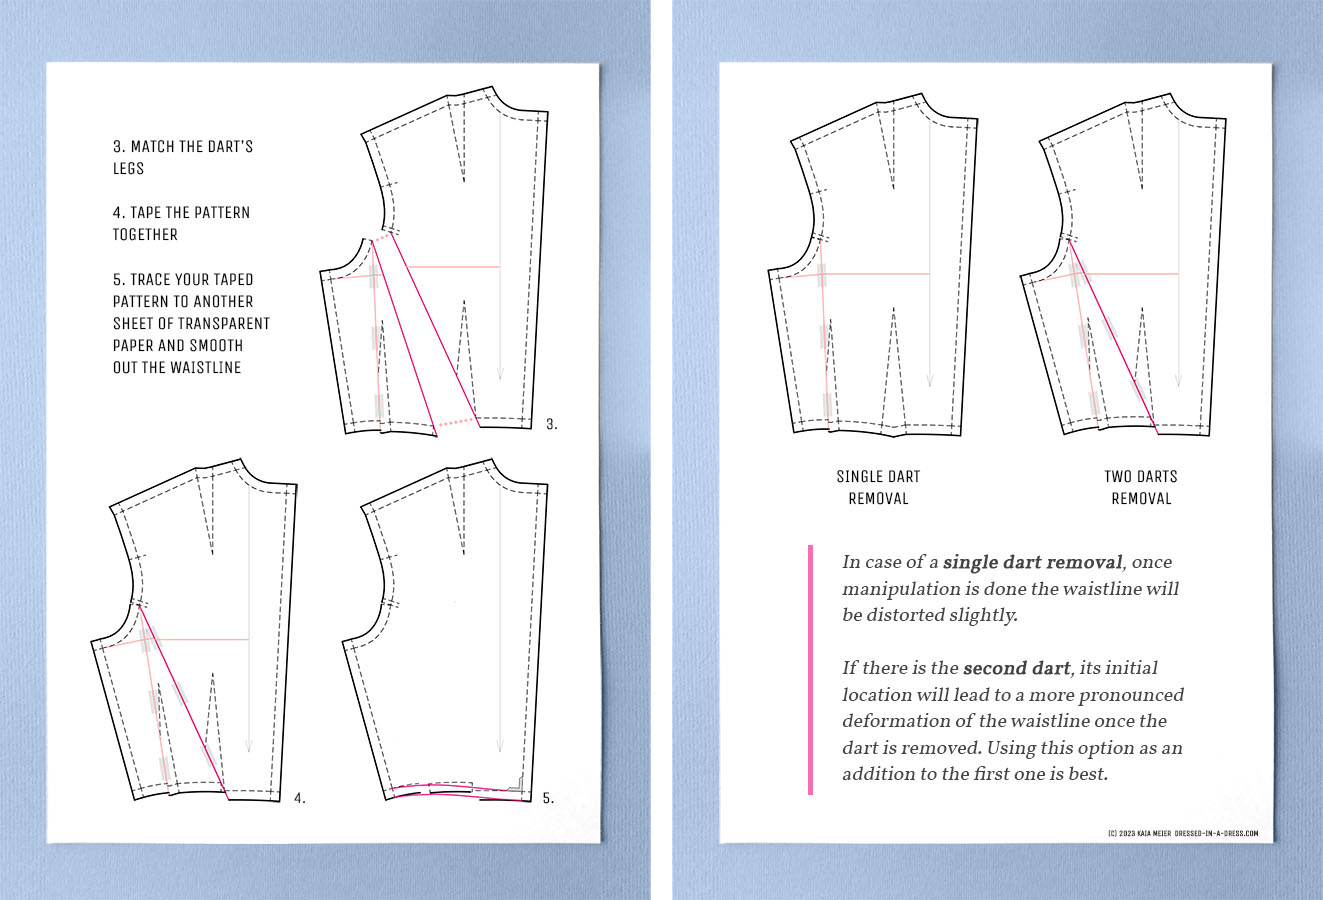 3. MATCH THE DART'S
LEGS
4. TAPE THE PATTERN
TOGETHER
5. TRACE YOUR TAPED
PATTERN TO ANOTHER
SHEET OF TRANSPARENT
PAPER AND SMOOTH
OUT THE WAISTLINE
3.
4.
5.
SINGLE DART
REMOVAL
TWO DARTS
REMOVAL
In case of a single dart removal, once
manipulation is done the waistline will
be distorted slightly.
If there is the second dart, its initial
location will lead to a more pronounced
deformation of the waistline once the
dart is removed. Using this option as an
addition to the first one is best.
(C) 2023 KAIA MEIER DRESSED-IN-A-DRESS.COM